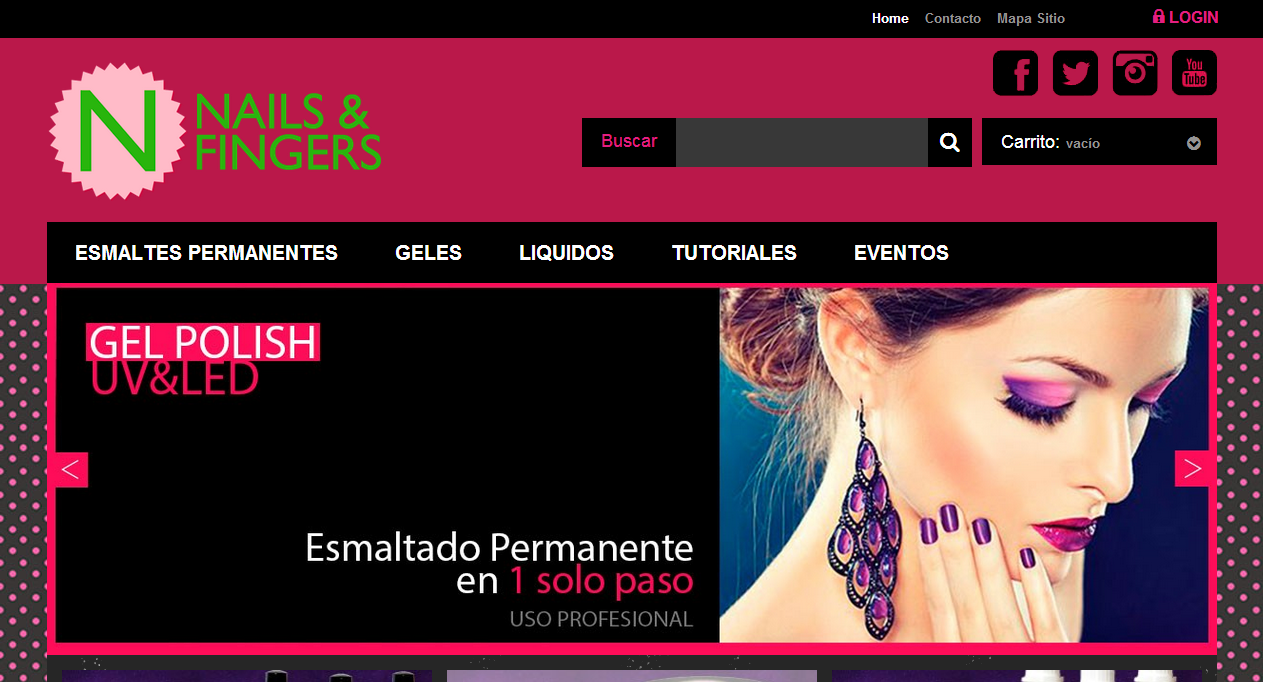 Home Contacto Mapa Sitio LOGIN
You
Tube
N NAILS &
FINGERS
Buscar
Carrito: vacío
ESMALTES PERMANENTES GELES LIQUIDOS TUTORIALES EVENTOS
GEL POLISH
UV&LED
Esmaltado Permanente
en 1 solo paso
USO PROFESIONAL